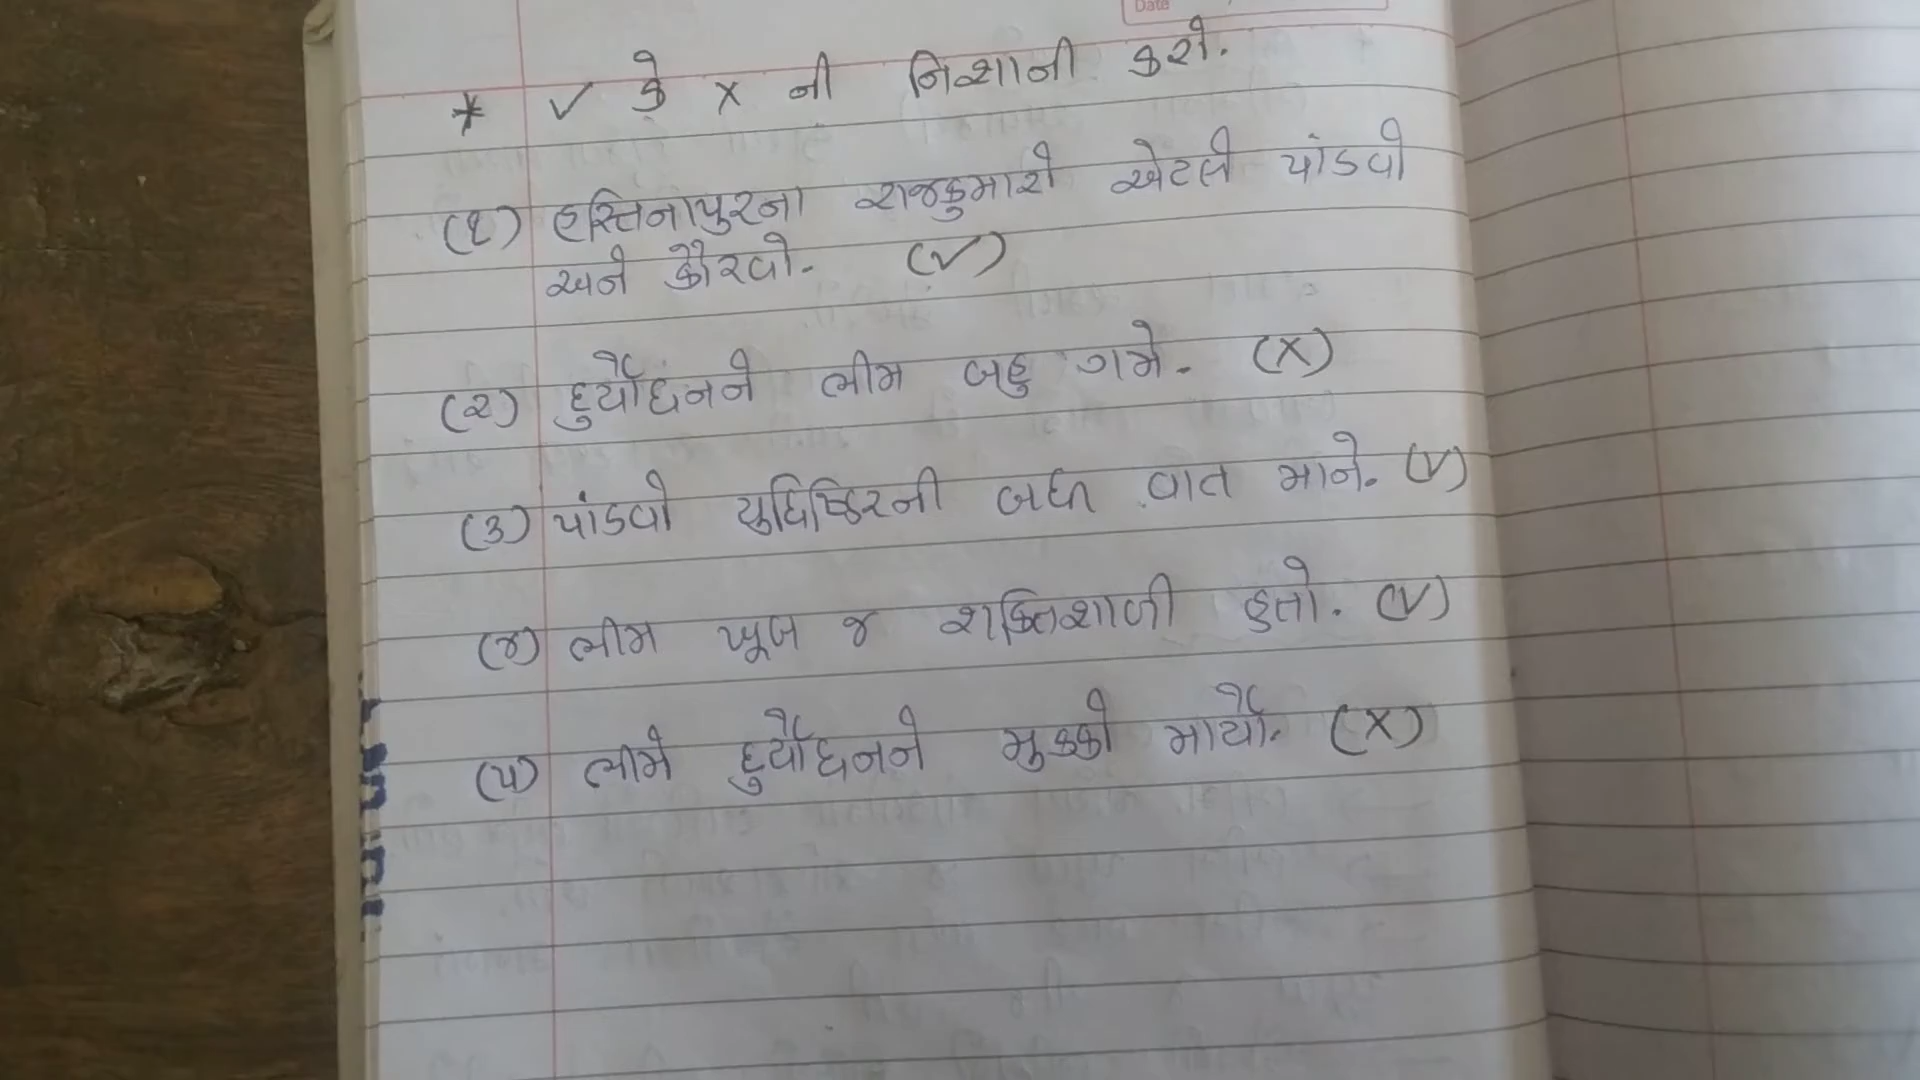 Date
* ✓ કે × ની નિશાની કરો.
(૧) હસ્તિનાપુરના રાજકુમારો એટલે પાંડવો
અને કૌરવો. (✓)
(૨) દુર્યોધનને ભીમ બહુ ગમે. (×)
(૩) પાંડવો યુધિષ્ઠિરની બધી વાત માને. (✓)
(૪) ભીમ ખૂબ જ શક્તિશાળી હતો. (✓)
(૫) ભીમે દુર્યોધનને મુક્કો માર્યો. (×)